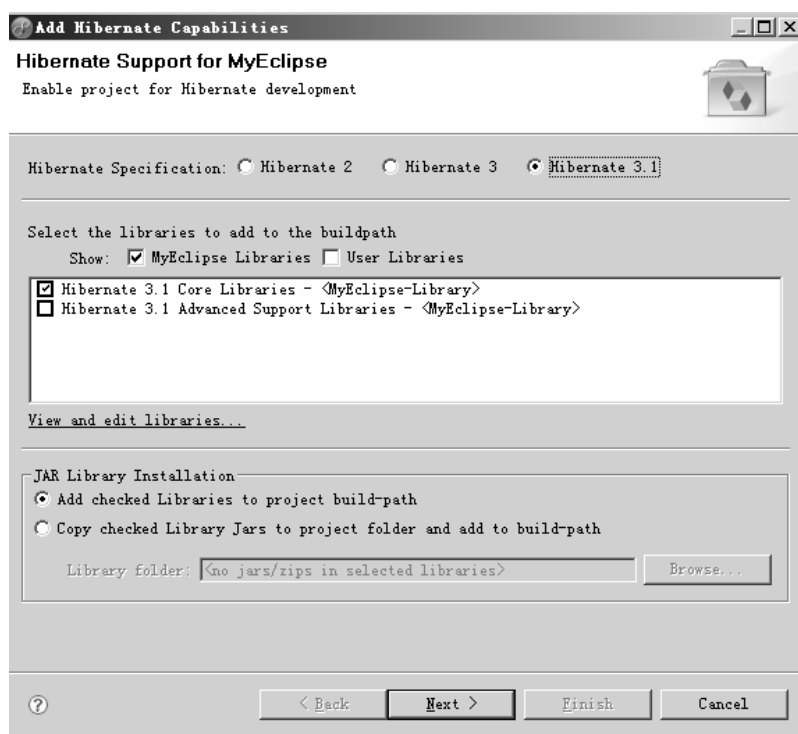 Add Hibernate Capabilities
Hibernate Support for MyEclipse
Enable project for Hibernate development
Hibernate Specification: Hibernate 2 Hibernate 3 Hibernate 3.1
Select the libraries to add to the buildpath
Show: MyEclipse Libraries User Libraries
Hibernate 3.1 Core Libraries - <MyEclipse-Library>
Hibernate 3.1 Advanced Support Libraries - <MyEclipse-Library>
View and edit libraries...
JAR Library Installation
Add checked Libraries to project build-path
Copy checked Library Jars to project folder and add to build-path
Library folder: <no jars/zips in selected libraries> Browse...
? < Back Next > Finish Cancel